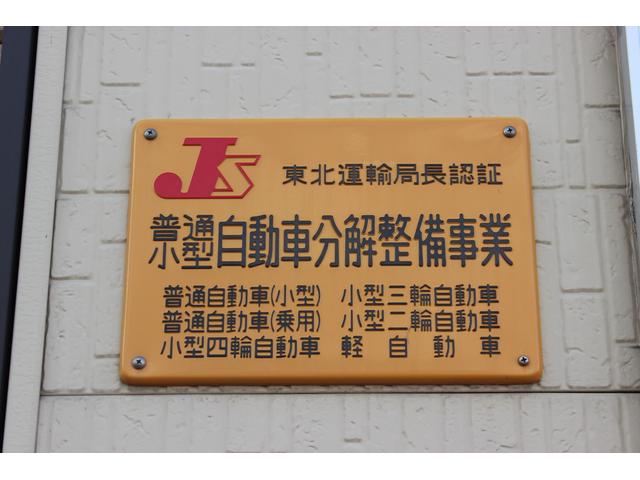 JS 東北運輸局長認証
普通
小型 自動車分解整備事業
普通自動車(小型) 小型三輪自動車
普通自動車(乗用) 小型二輪自動車
小型四輪自動車 軽自動車